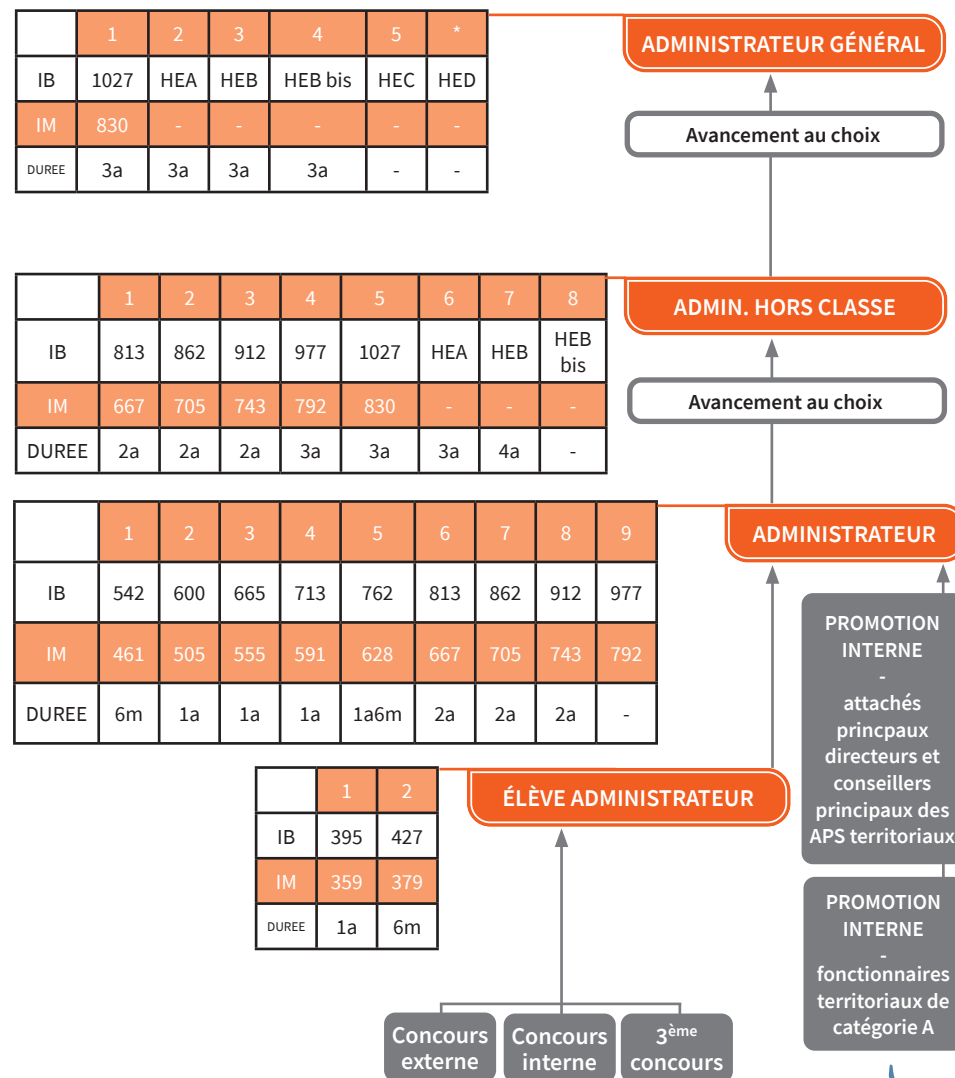 1 2 3 4 5 *
IB 1027 HEA HEB HEB bis HEC HED
IM 830 - - - - -
DUREE 3a 3a 3a 3a - -
ADMINISTRATEUR GÉNÉRAL
Avancement au choix
1 2 3 4 5 6 7 8
IB 813 862 912 977 1027 HEA HEB HEB bis
IM 667 705 743 792 830 - - -
DUREE 2a 2a 2a 3a 3a 3a 4a -
ADMIN. HORS CLASSE
Avancement au choix
1 2 3 4 5 6 7 8 9
IB 542 600 665 713 762 813 862 912 977
IM 461 505 555 591 628 667 705 743 792
DUREE 6m 1a 1a 1a 1a6m 2a 2a 2a -
ADMINISTRATEUR
PROMOTION
INTERNE
-
attachés
princpaux
directeurs et
conseillers
principaux des
APS territoriaux
1 2
IB 395 427
IM 359 379
DUREE 1a 6m
ÉLÈVE ADMINISTRATEUR
PROMOTION
INTERNE
-
fonctionnaires
territoriaux de
catégorie A
Concours
externe
Concours
interne
3ème
concours